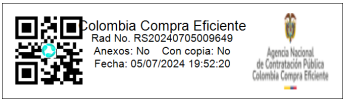 Colombia Compra Eficiente
Rad No. RS20240705009649
Anexos: No Con copia: No
Fecha: 05/07/2024 19:52:20
Agencia Nacional
de Contratación Pública
Colombia Compra Eficiente